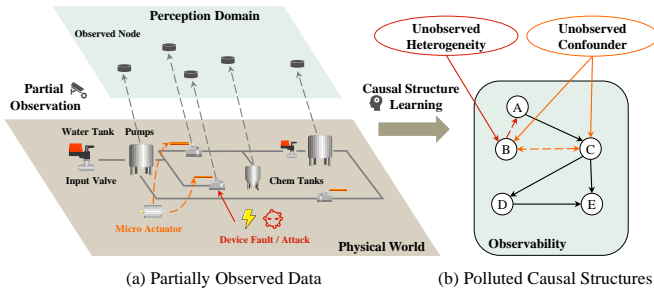 Perception Domain
Observed Node
Partial
Observation
Water Tank
Pumps
Input Valve
Chem Tanks
Micro Actuator
Device Fault / Attack
Physical World
(a) Partially Observed Data
Unobserved
Heterogeneity
Unobserved
Confounder
Causal Structure
Learning
A
B
C
D
E
Observability
(b) Polluted Causal Structures